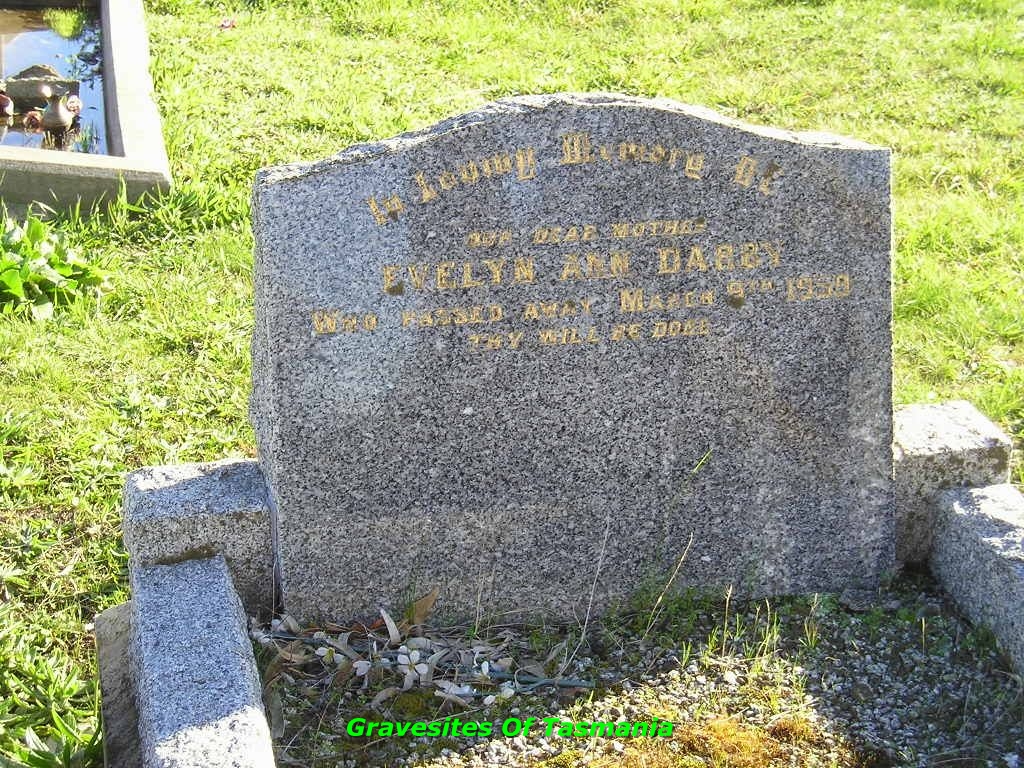 In Loving Memory Of
OUR DEAR MOTHER
EVELYN ANN DARBY
WHO PASSED AWAY MARCH 9TH 1959
THY WILL BE DONE
Gravesites Of Tasmania